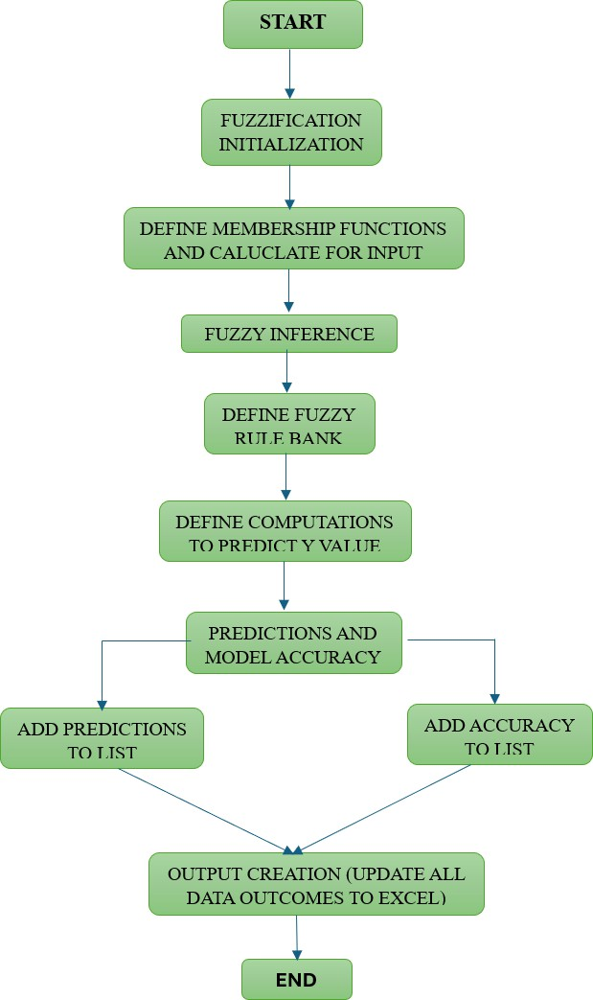 START
FUZZIFICATION
INITIALIZATION
DEFINE MEMBERSHIP FUNCTIONS
AND CALUCLATE FOR INPUT
FUZZY INFERENCE
DEFINE FUZZY
RULE BANK
DEFINE COMPUTATIONS
TO PREDICT Y VALUE
PREDICTIONS AND
MODEL ACCURACY
ADD PREDICTIONS
TO LIST
ADD ACCURACY
TO LIST
OUTPUT CREATION (UPDATE ALL
DATA OUTCOMES TO EXCEL)
END